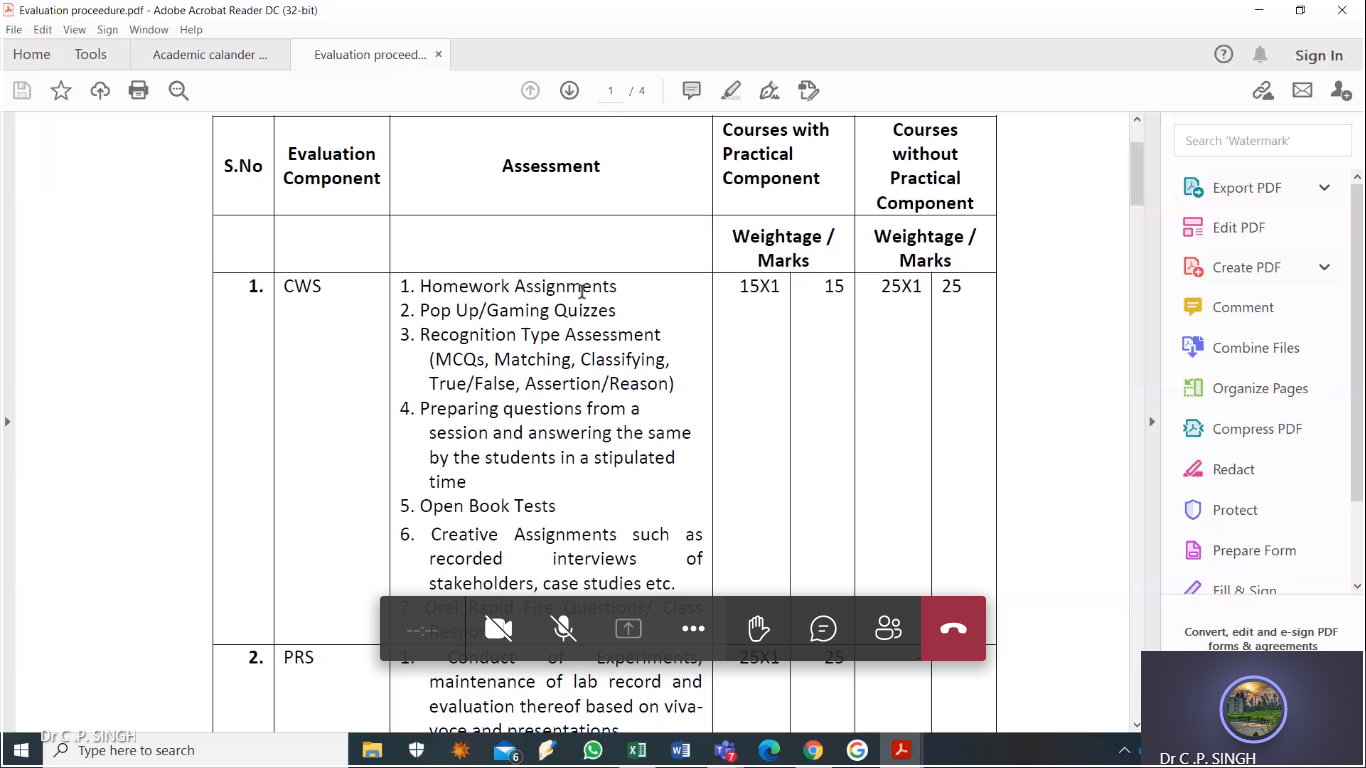 Evaluation proceedure.pdf - Adobe Acrobat Reader DC (32-bit)
File Edit View Sign Window Help
Home Tools Academic calander ... Evaluation proceed... ×
Sign In
1 / 4
S.No Evaluation Component Assessment Courses with Practical Component Courses without Practical Component
Weightage / Marks Weightage / Marks
1. CWS 1. Homework Assignments 15X1 15 25X1 25
2. Pop Up/Gaming Quizzes
3. Recognition Type Assessment
(MCQs, Matching, Classifying,
True/False, Assertion/Reason)
4. Preparing questions from a
session and answering the same
by the students in a stipulated
time
5. Open Book Tests
6. Creative Assignments such as
recorded interviews of
stakeholders, case studies etc.
7. Oral Rapid Fire Questions/ Class
2. PRS 1. Conduct of Experiments, 25X1 25 -
maintenance of lab record and
evaluation thereof based on viva-
voce and presentations
Search 'Watermark'
Export PDF
Edit PDF
Create PDF
Comment
Combine Files
Organize Pages
Compress PDF
Redact
Protect
Prepare Form
Fill & Sign
Convert, edit and e-sign PDF
forms & agreements
Dr C .P. SINGH
Type here to search
6
7
Dr C .P. SINGH